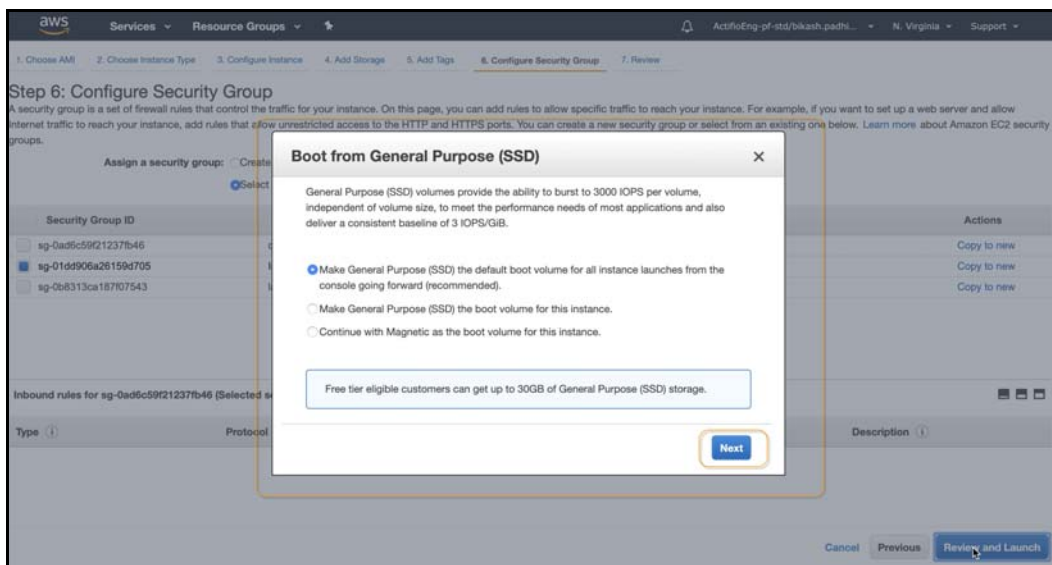 aws Services Resource Groups ActifioEng-pf-std/bikash.padhi... N. Virginia Support
1. Choose AMI 2. Choose Instance Type 3. Configure Instance 4. Add Storage 5. Add Tags 6. Configure Security Group 7. Review
Step 6: Configure Security Group
A security group is a set of firewall rules that control the traffic for your instance. On this page, you can add rules to allow specific traffic to reach your instance. For example, if you want to set up a web server and allow
Internet traffic to reach your instance, add rules that allow unrestricted access to the HTTP and HTTPS ports. You can create a new security group or select from an existing one below. Learn more about Amazon EC2 security
groups.
Assign a security group: Create
Select
Boot from General Purpose (SSD)
General Purpose (SSD) volumes provide the ability to burst to 3000 IOPS per volume,
independent of volume size, to meet the performance needs of most applications and also
deliver a consistent baseline of 3 IOPS/GiB.
Make General Purpose (SSD) the default boot volume for all instance launches from the
console going forward (recommended).
Make General Purpose (SSD) the boot volume for this instance.
Continue with Magnetic as the boot volume for this instance.
Free tier eligible customers can get up to 30GB of General Purpose (SSD) storage.
Next
Security Group ID Actions
sg-0ad6c59f21237fb46 Copy to new
sg-01dd906a26159d705 Copy to new
sg-0b8313ca187f07543 Copy to new
Inbound rules for sg-0ad6c59f21237fb46 (Selected
Type Protocol Description
Cancel Previous Review and Launch